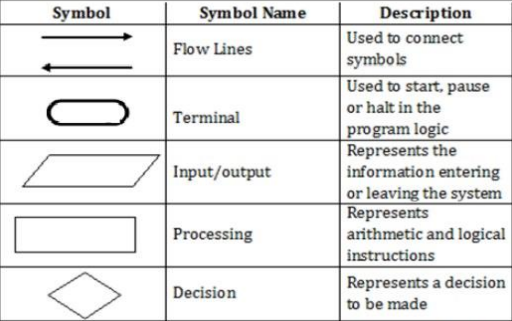 Symbol Symbol Name Description
Flow Lines
Used to connect
symbols
Terminal
Used to start, pause
or halt in the
program logic
Input/output
Represents the
information entering
or leaving the system
Processing
Represents
arithmetic and logical
instructions
Decision
Represents a decision
to be made